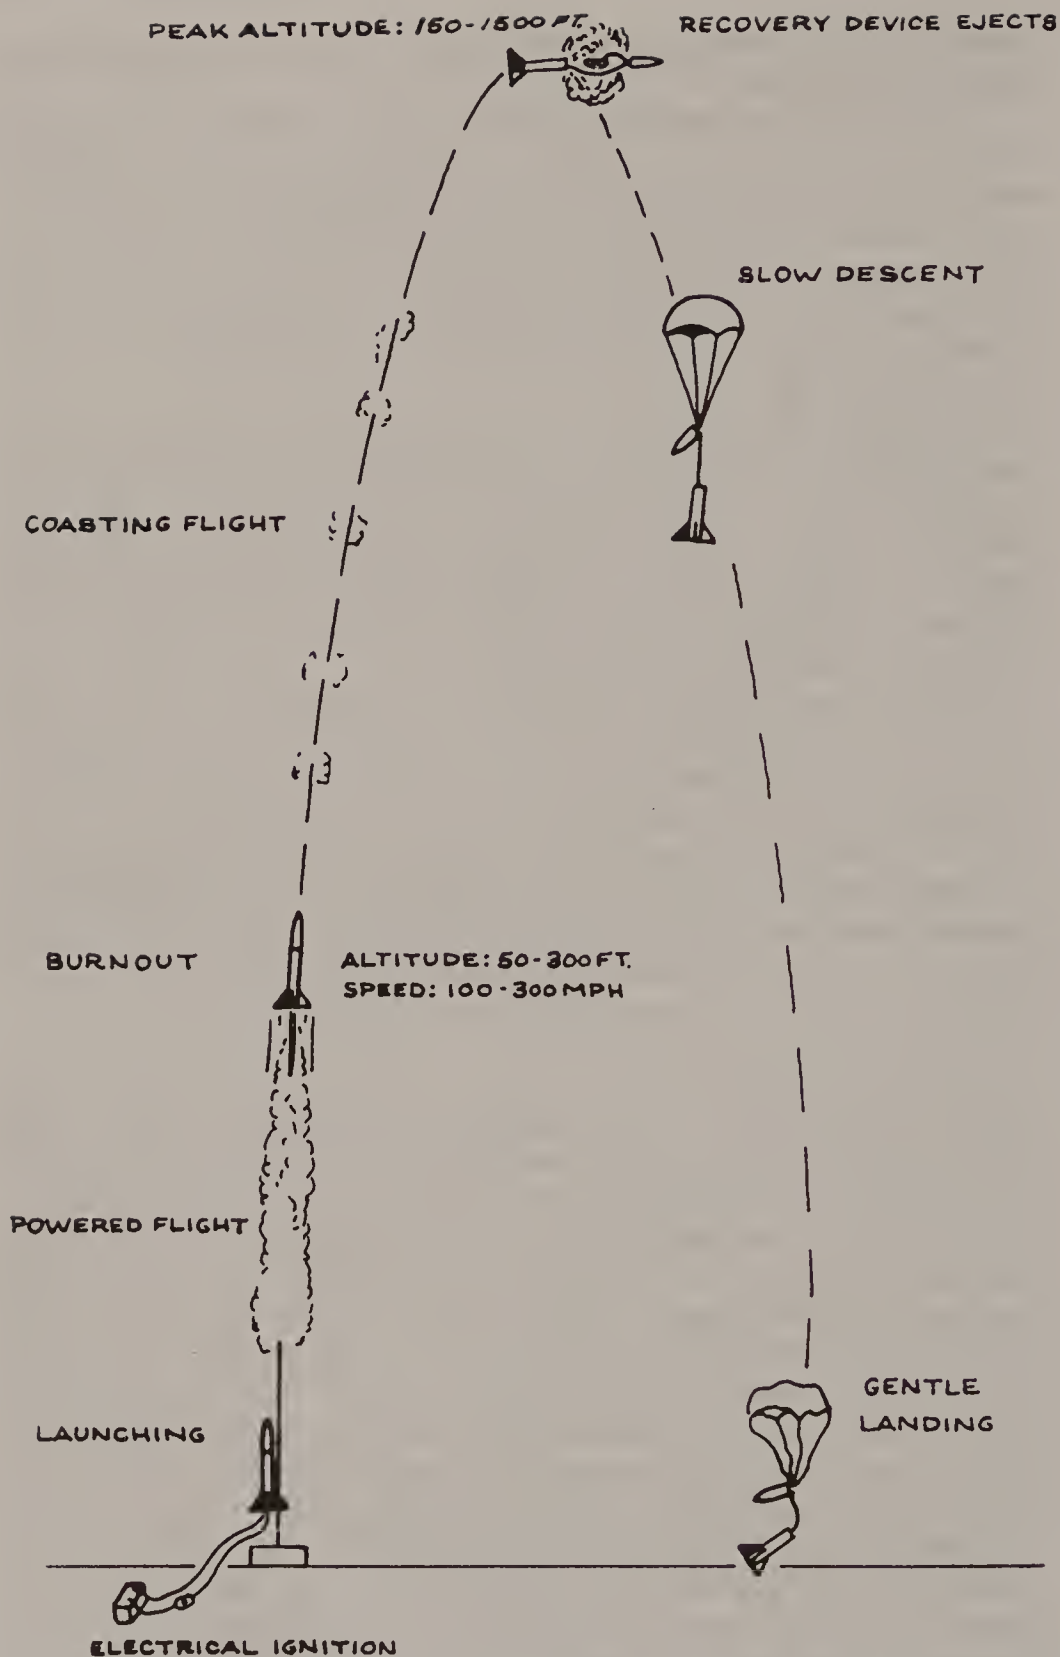 PEAK ALTITUDE: 150-1500 FT.
RECOVERY DEVICE EJECTS
SLOW DESCENT
COASTING FLIGHT
BURNOUT
ALTITUDE: 50-300 FT.
SPEED: 100-300 MPH
POWERED FLIGHT
GENTLE
LANDING
LAUNCHING
ELECTRICAL IGNITION